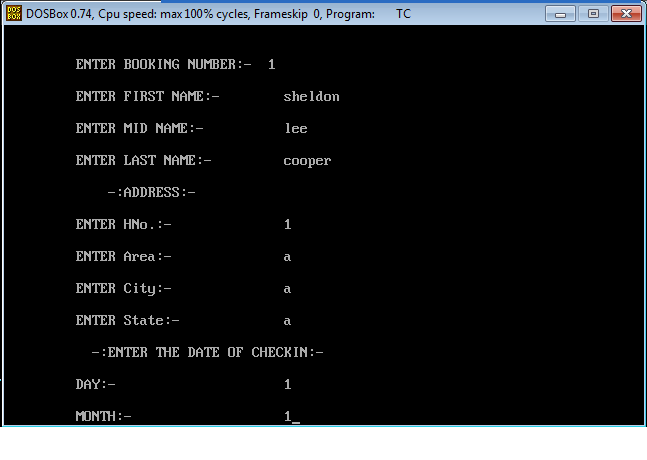 DOS
BOX
DOSBox 0.74, Cpu speed: max 100% cycles, Frameskip 0, Program: TC
ENTER BOOKING NUMBER:- 1
ENTER FIRST NAME:- sheldon
ENTER MID NAME:- lee
ENTER LAST NAME:- cooper
-:ADDRESS:-
ENTER HNo.:- 1
ENTER Area:- a
ENTER City:- a
ENTER State:- a
-:ENTER THE DATE OF CHECKIN:-
DAY:- 1
MONTH:- 1_